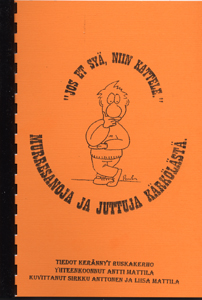 "JOS ET SYÄ, NIIN KATTELE."
MURRESANOJA JA JUTTUJA KÄRKÖLÄSTÄ.
TIEDOT KERÄNNYT RUSKAKERHO
YHTEENKOONNUT ANTTI MATTILA
KUVITTANUT SIRKKU ANTTONEN JA LIISA MATTILA